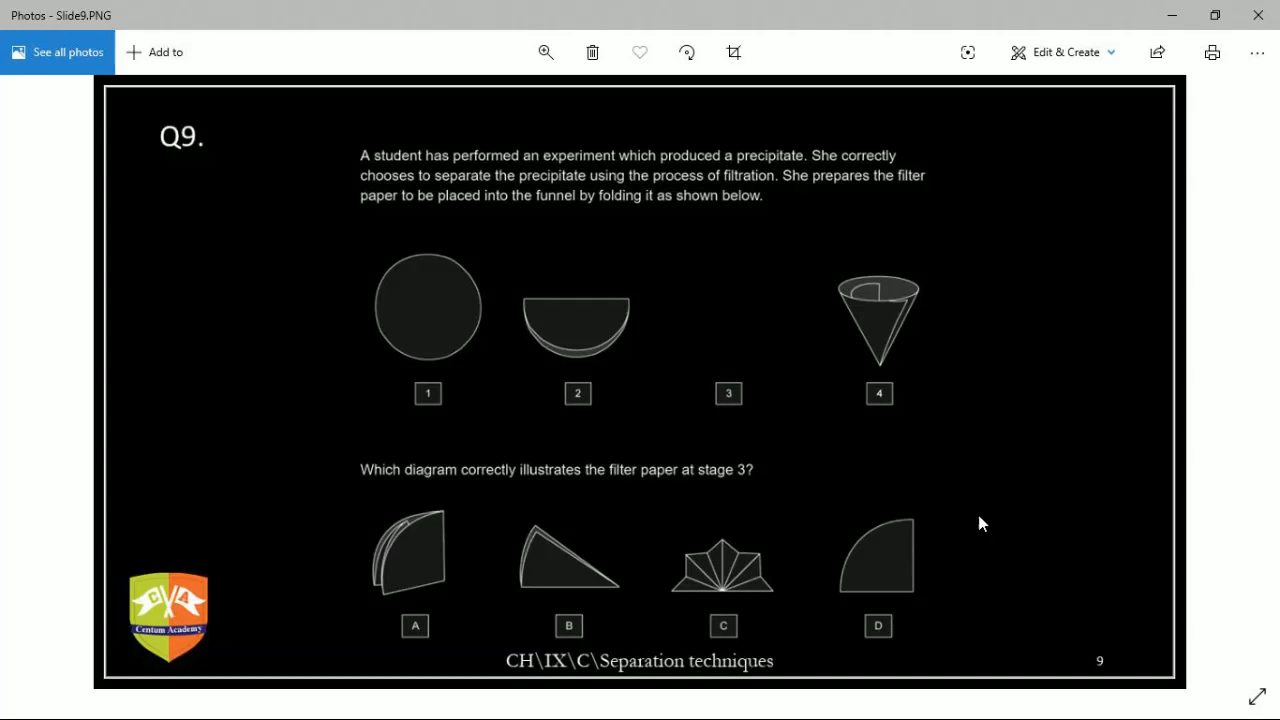 Photos - Slide9.PNG
See all photos
Add to
Edit & Create
Q9.
A student has performed an experiment which produced a precipitate. She correctly
chooses to separate the precipitate using the process of filtration. She prepares the filter
paper to be placed into the funnel by folding it as shown below.
1
2
3
4
Which diagram correctly illustrates the filter paper at stage 3?
A
B
C
D
C A
Centum Academy
CH\IX\C\Separation techniques
9